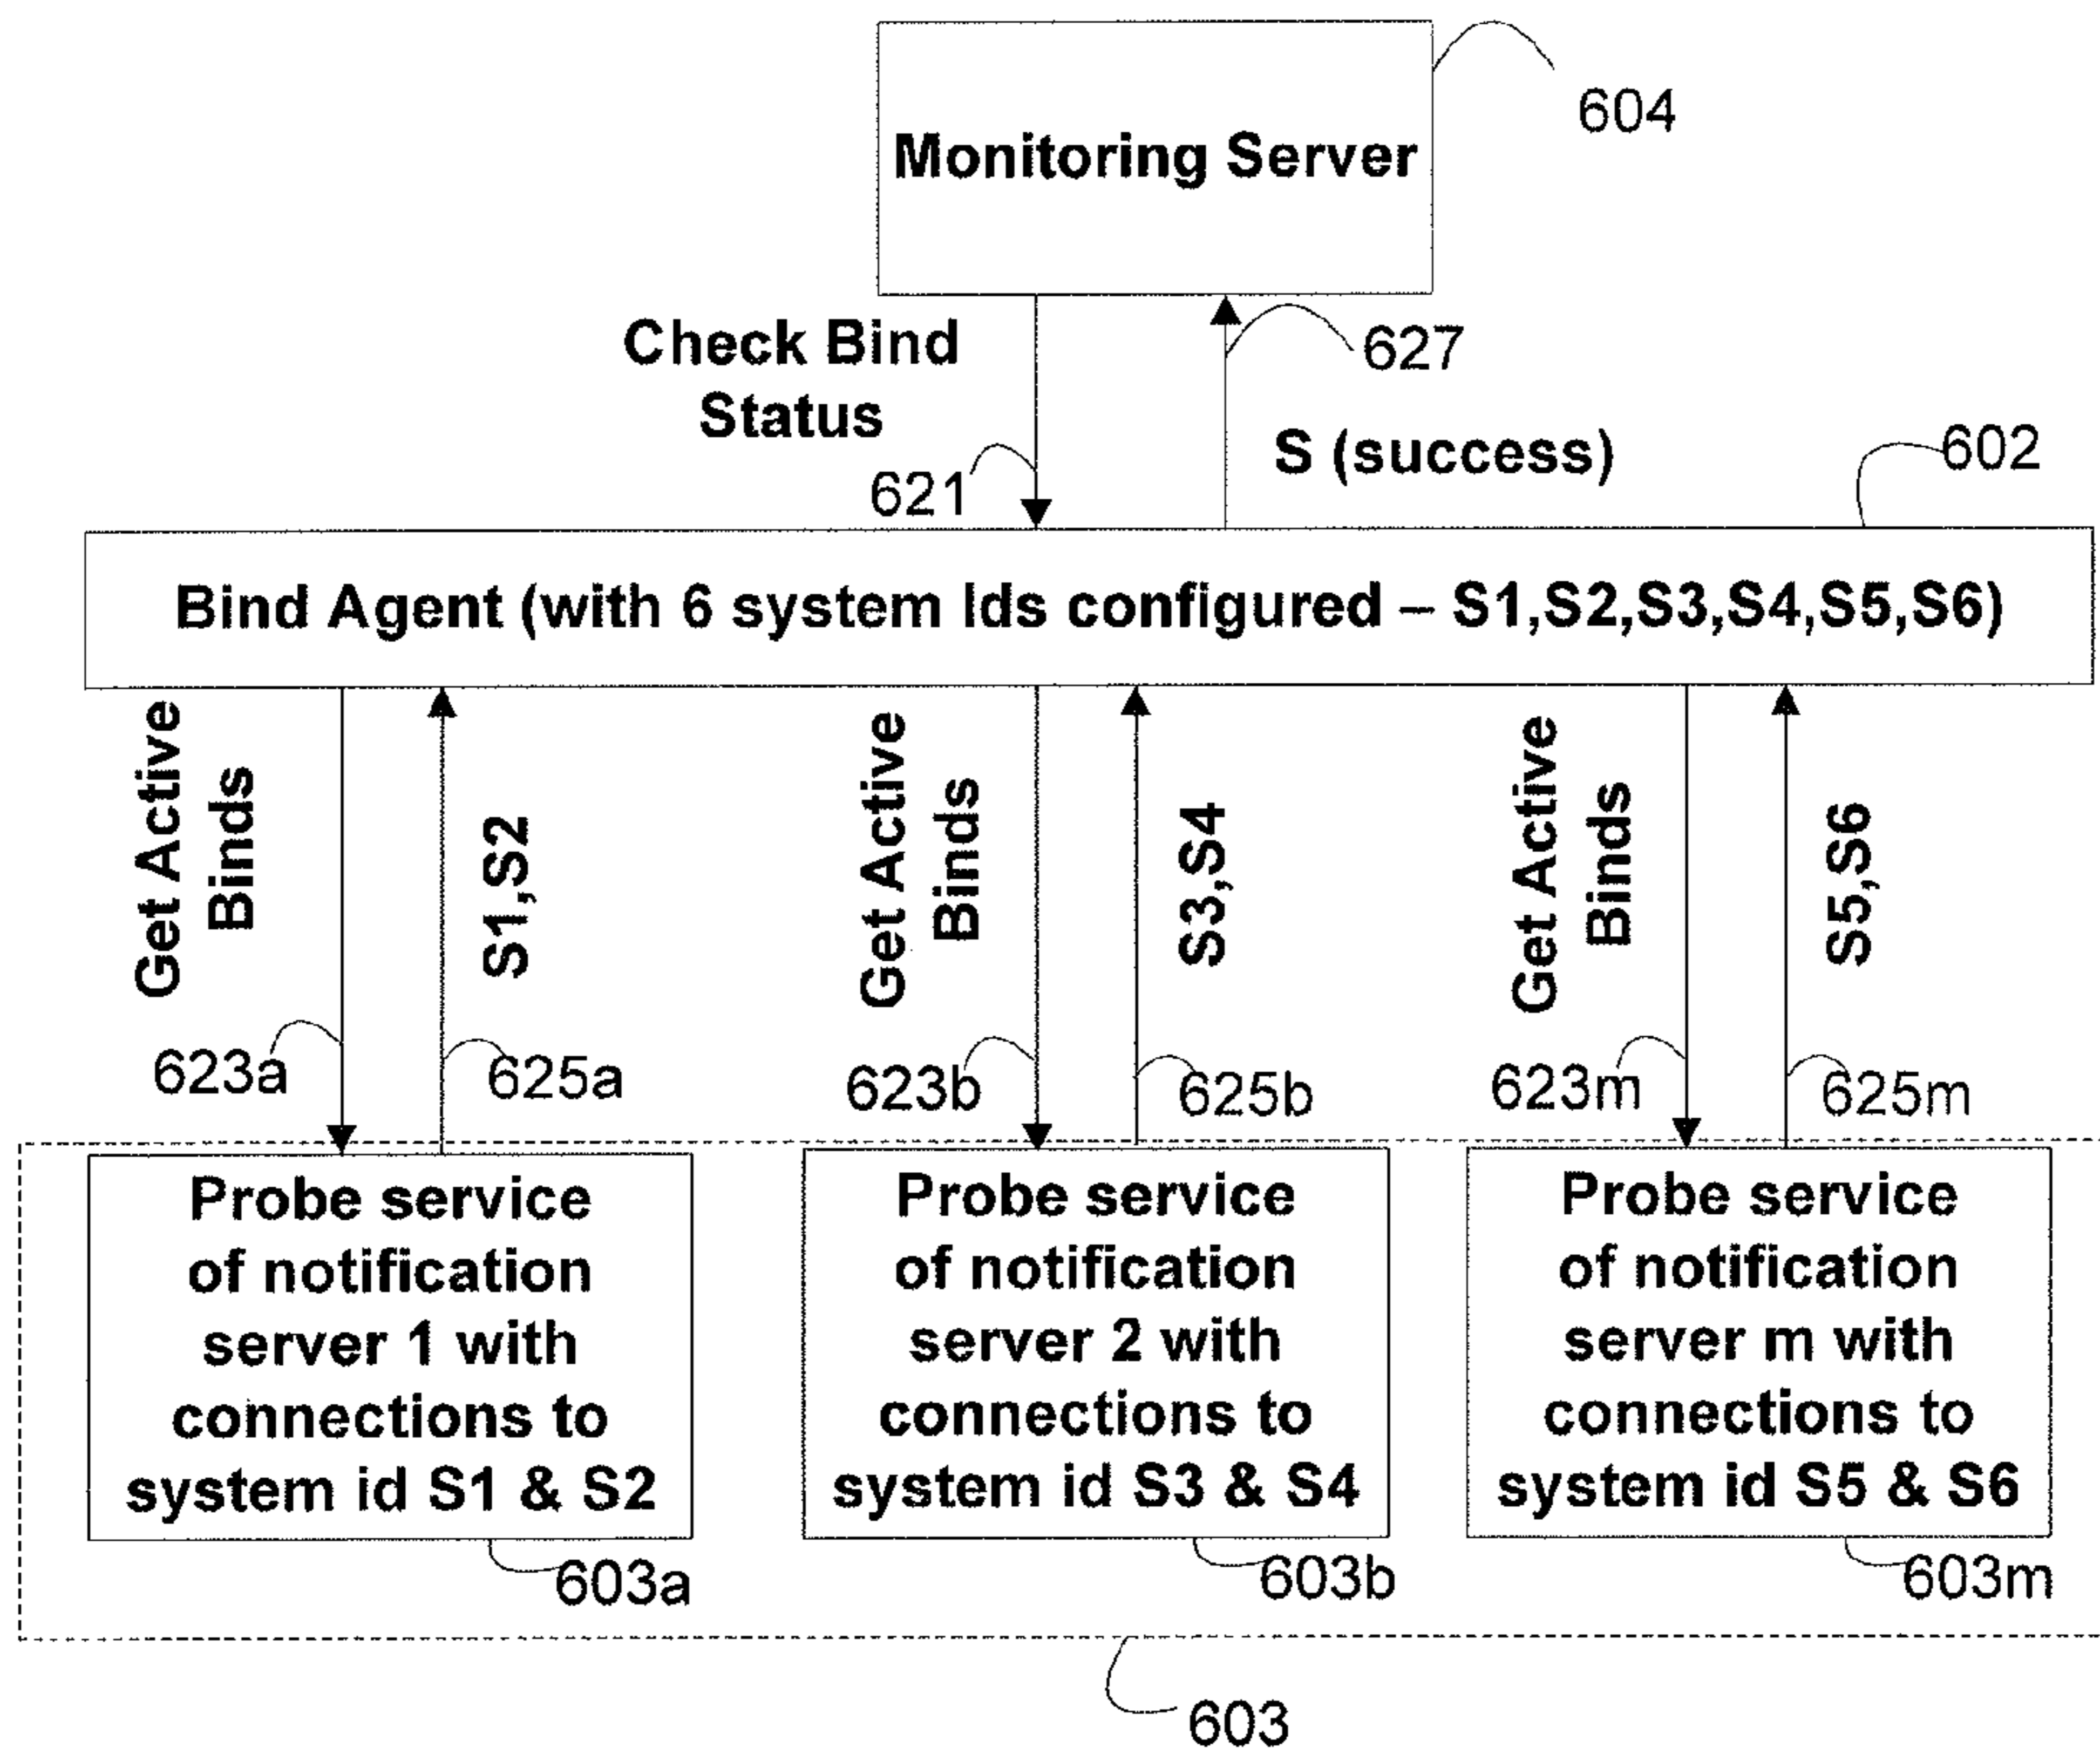 Monitoring Server
604
Check Bind
Status
621
627
S (success)
602
Bind Agent (with 6 system Ids configured – S1,S2,S3,S4,S5,S6)
Get Active
Binds
S1,S2
Get Active
Binds
S3,S4
Get Active
Binds
S5,S6
623a
625a
623b
625b
623m
625m
Probe service
of notification
server 1 with
connections to
system id S1 & S2
Probe service
of notification
server 2 with
connections to
system id S3 & S4
Probe service
of notification
server m with
connections to
system id S5 & S6
603a
603b
603m
603